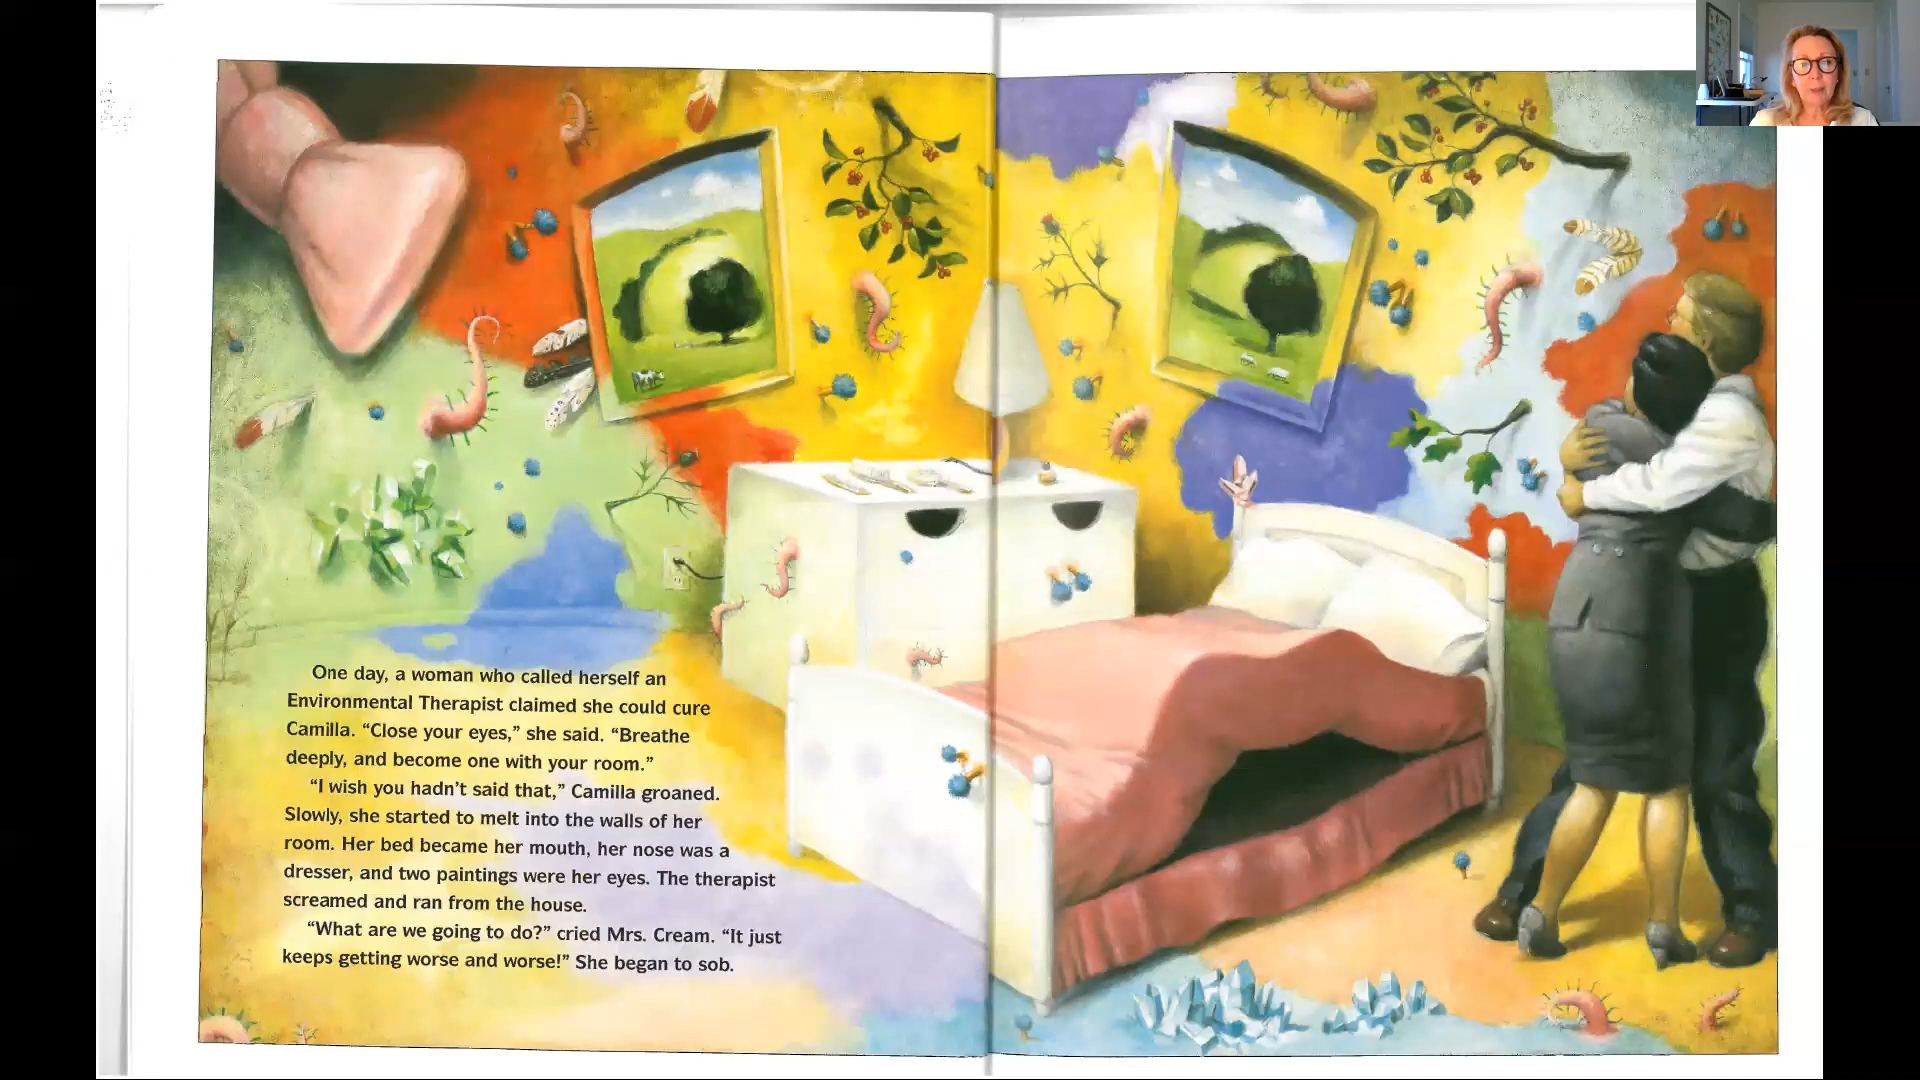 One day, a woman who called herself an
Environmental Therapist claimed she could cure
Camilla. “Close your eyes,” she said. “Breathe
deeply, and become one with your room.”
“I wish you hadn’t said that,” Camilla groaned.
Slowly, she started to melt into the walls of her
room. Her bed became her mouth, her nose was a
dresser, and two paintings were her eyes. The therapist
screamed and ran from the house.
“What are we going to do?” cried Mrs. Cream. “It just
keeps getting worse and worse!” She began to sob.